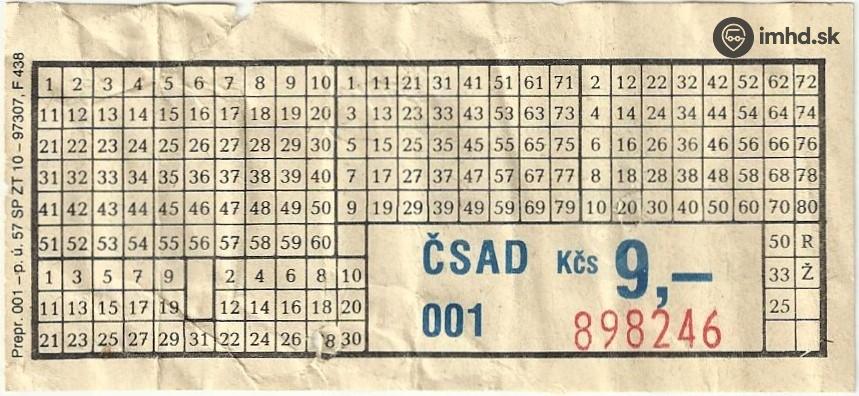 imhd.sk
Prepr. 001 – p. ú. 57 SP ZT 10 – 97307, F 438
1 2 3 4 5 6 7 8 9 10 1 11 21 31 41 51 61 71 2 12 22 32 42 52 62 72
11 12 13 14 15 16 17 18 19 20 3 13 23 33 43 53 63 73 4 14 24 34 44 54 64 74
21 22 23 24 25 26 27 28 29 30 5 15 25 35 45 55 65 75 6 16 26 36 46 56 66 76
31 32 33 34 35 36 37 38 39 40 7 17 27 37 47 57 67 77 8 18 28 38 48 58 68 78
41 42 43 44 45 46 47 48 49 50 9 19 29 39 49 59 69 79 10 20 30 40 50 60 70 80
51 52 53 54 55 56 57 58 59 60
1 3 5 7 9 2 4 6 8 10
11 13 15 17 19 12 14 16 18 20
21 23 25 27 29 31 22 24 26 8 30
ČSAD Kčs 9,–
001 898246
50 R
33 Ž
25